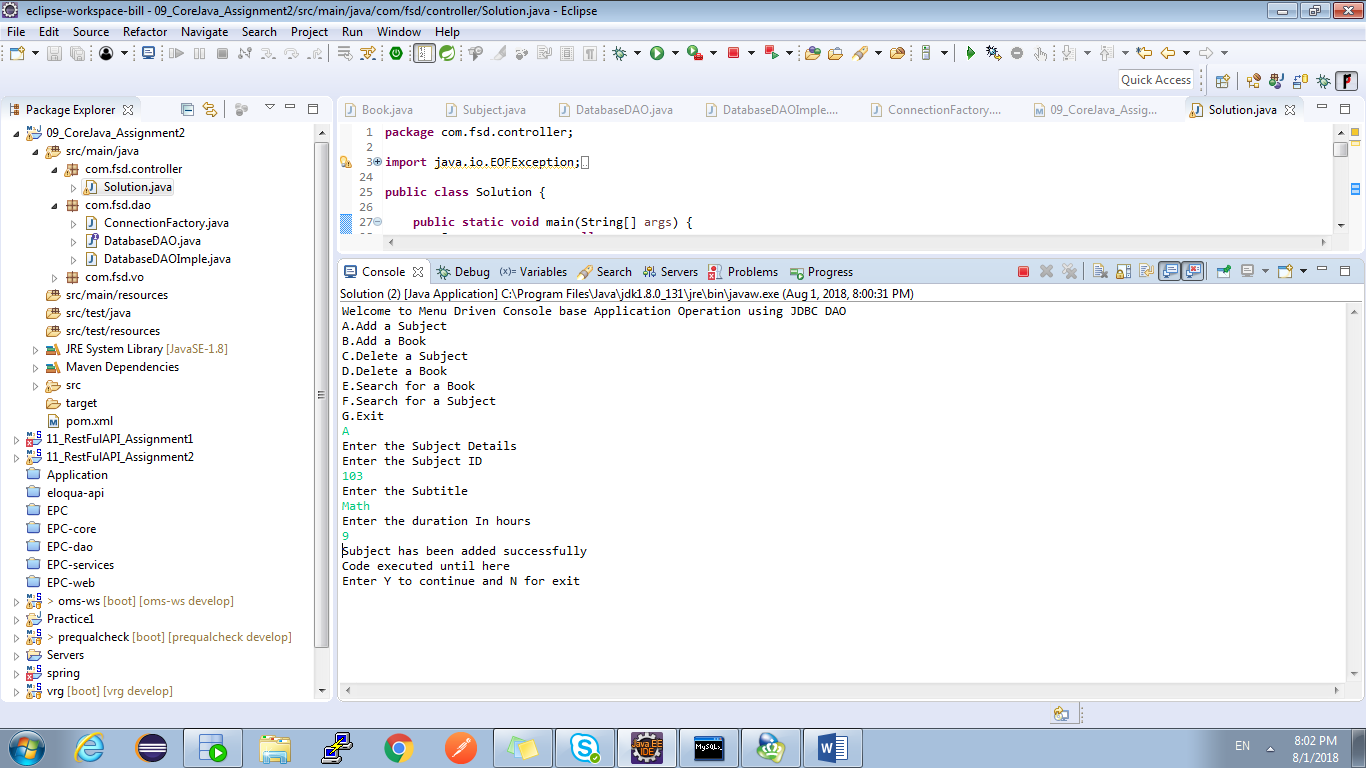 eclipse-workspace-bill - 09_CoreJava_Assignment2/src/main/java/com/fsd/controller/Solution.java - Eclipse
File Edit Source Refactor Navigate Search Project Run Window Help
Quick Access
Package Explorer
09_CoreJava_Assignment2
src/main/java
com.fsd.controller
Solution.java
com.fsd.dao
ConnectionFactory.java
DatabaseDAO.java
DatabaseDAOImple.java
com.fsd.vo
src/main/resources
src/test/java
src/test/resources
JRE System Library [JavaSE-1.8]
Maven Dependencies
src
target
pom.xml
11_RestFulAPI_Assignment1
11_RestFulAPI_Assignment2
Application
eloqua-api
EPC
EPC-core
EPC-dao
EPC-services
EPC-web
> oms-ws [boot] [oms-ws develop]
Practice1
> prequalcheck [boot] [prequalcheck develop]
Servers
spring
vrg [boot] [vrg develop]
Book.java Subject.java DatabaseDAO.java DatabaseDAOImple.... ConnectionFactory.... 09_CoreJava_Assig... Solution.java
1 package com.fsd.controller;
2
3 import java.io.EOFException;
24
25 public class Solution {
26
27 public static void main(String[] args) {
Console Debug (x)= Variables Search Servers Problems Progress
Solution (2) [Java Application] C:\Program Files\Java\jdk1.8.0_131\jre\bin\javaw.exe (Aug 1, 2018, 8:00:31 PM)
Welcome to Menu Driven Console base Application Operation using JDBC DAO
A.Add a Subject
B.Add a Book
C.Delete a Subject
D.Delete a Book
E.Search for a Book
F.Search for a Subject
G.Exit
A
Enter the Subject Details
Enter the Subject ID
103
Enter the Subtitle
Math
Enter the duration In hours
9
Subject has been added successfully
Code executed until here
Enter Y to continue and N for exit
Java EE
IDE
MySQL
EN
8:02 PM
8/1/2018